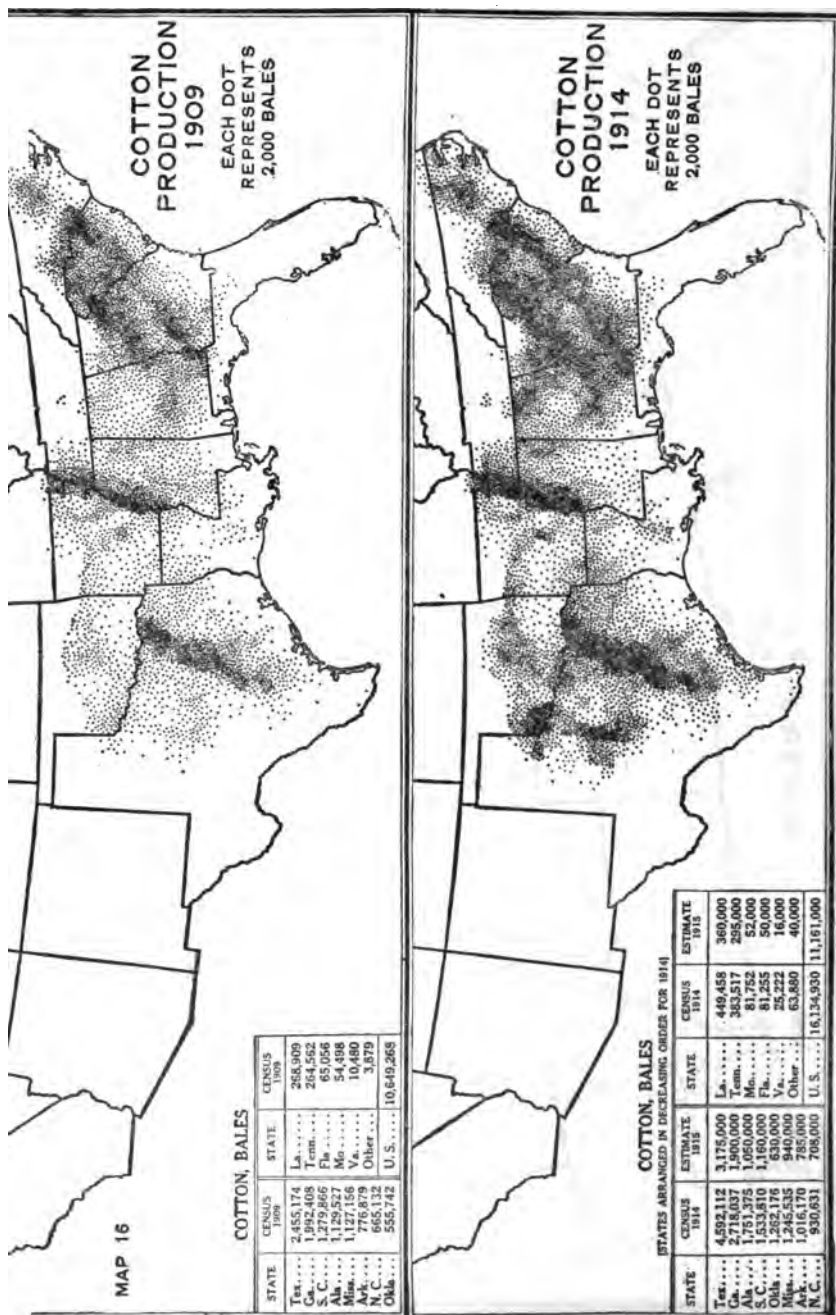 COTTON
PRODUCTION
1909
EACH DOT
REPRESENTS
2,000 BALES
MAP 16
COTTON, BALES
STATE CENSUS 1909 STATE CENSUS 1909
Tex.... 2,455,174 La..... 268,909
Ga..... 1,992,408 Tenn.... 264,562
S. C.... 1,279,866 Fla..... 65,056
Ala.... 1,129,527 Mo..... 54,498
Miss.... 1,127,156 Va..... 10,480
Ark.... 776,879 Other... 3,879
N. C.... 665,132
Okla.... 555,742 U. S.... 10,649,268
COTTON
PRODUCTION
1914
EACH DOT
REPRESENTS
2,000 BALES
COTTON, BALES
[STATES ARRANGED IN DECREASING ORDER FOR 1914]
STATE CENSUS 1914 ESTIMATE 1915 STATE CENSUS 1914 ESTIMATE 1915
Tex.... 4,592,112 3,175,000 La..... 449,458 360,000
Ga..... 2,718,037 1,900,000 Tenn.... 383,517 295,000
Ala.... 1,751,375 1,050,000 Mo..... 81,752 52,000
S. C.... 1,533,810 1,160,000 Fla..... 81,255 50,000
Okla.... 1,262,176 630,000 Va..... 25,222 16,000
Miss.... 1,245,535 940,000 Other... 63,880 40,000
Ark.... 1,016,170 785,000
N. C.... 930,631 708,000 U. S.... 16,134,930 11,161,000